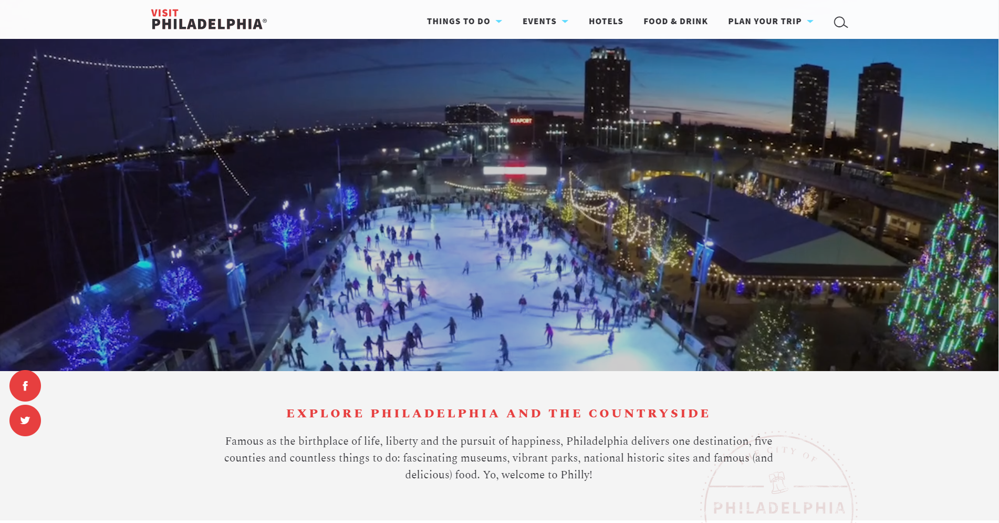 VISIT
PHILADELPHIA®
THINGS TO DO
EVENTS
HOTELS
FOOD & DRINK
PLAN YOUR TRIP
SEAPORT
EXPLORE PHILADELPHIA AND THE COUNTRYSIDE
Famous as the birthplace of life, liberty and the pursuit of happiness, Philadelphia delivers one destination, five
counties and countless things to do: fascinating museums, vibrant parks, national historic sites and famous (and
delicious) food. Yo, welcome to Philly!
THE CITY OF
PHILADELPHIA